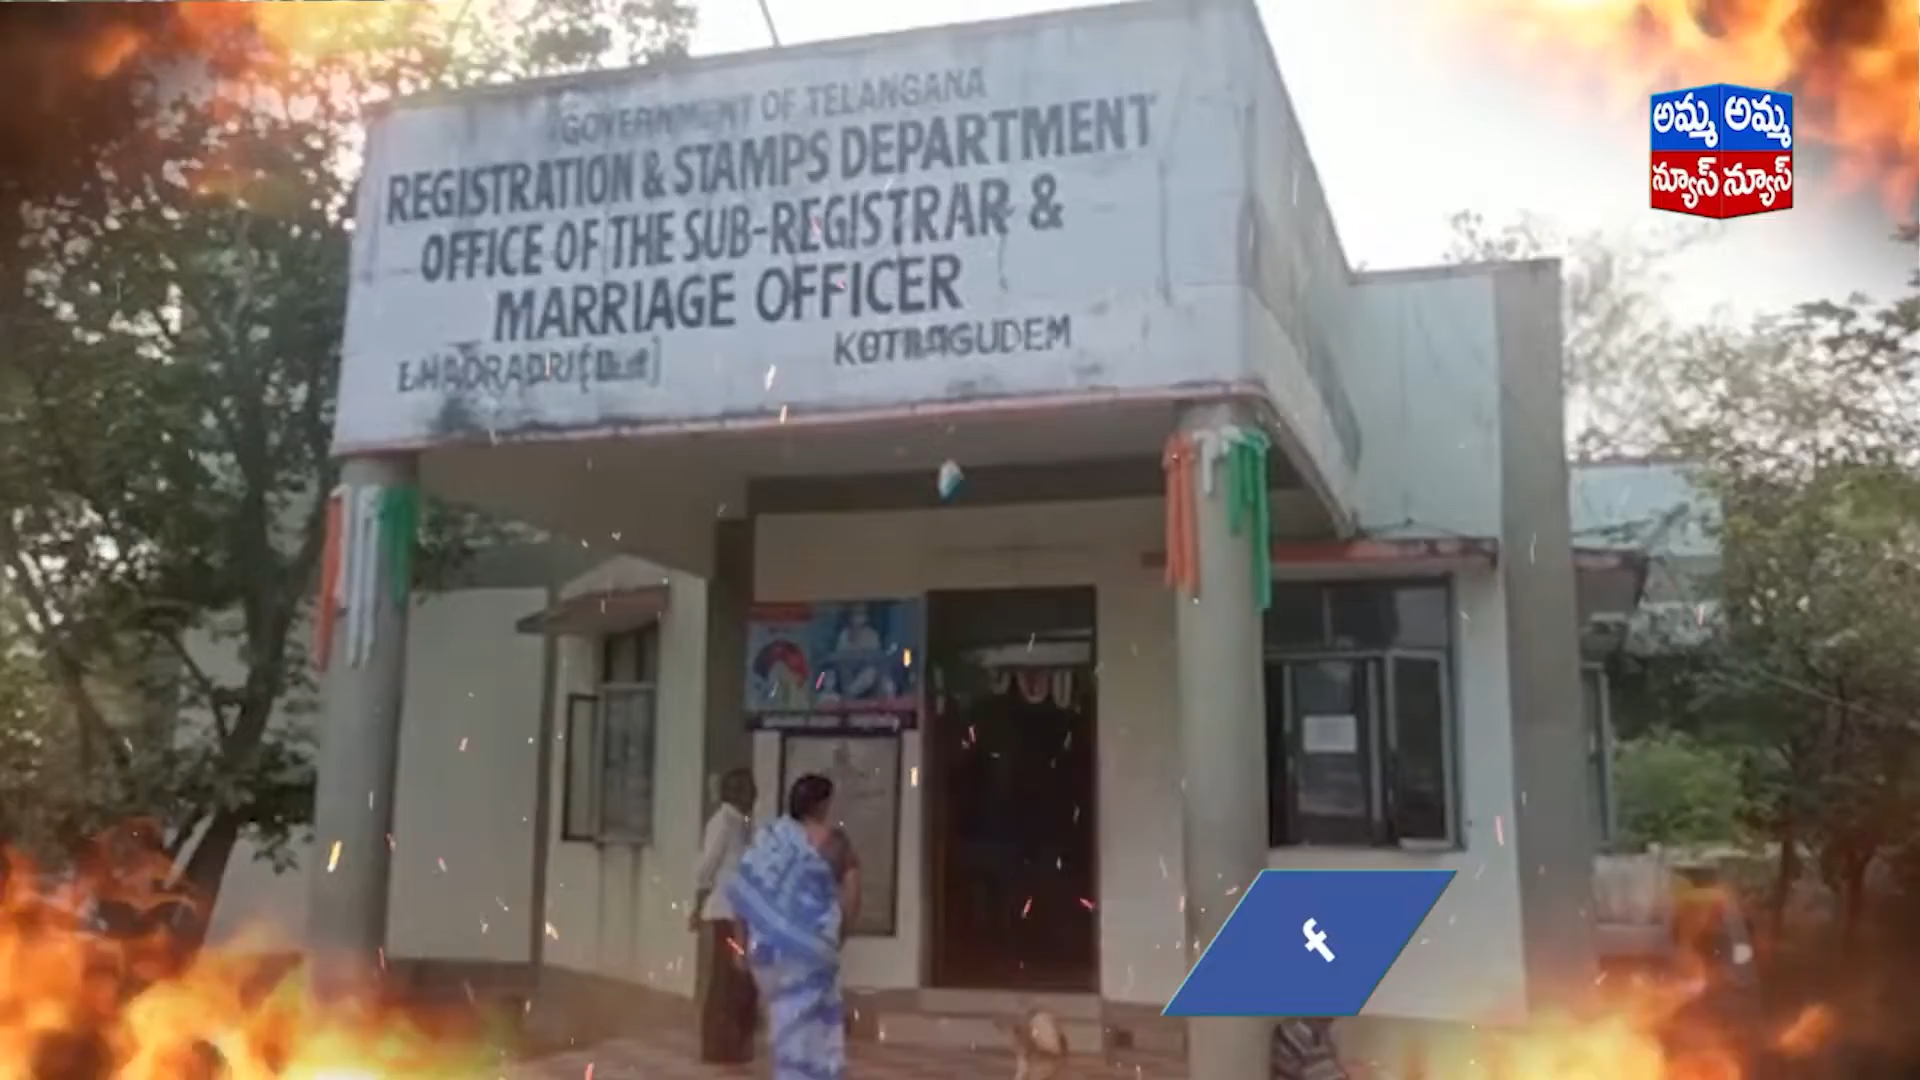 GOVERNMENT OF TELANGANA
REGISTRATION & STAMPS DEPARTMENT
OFFICE OF THE SUB-REGISTRAR &
MARRIAGE OFFICER
KOTHAGUDEM
అమ్మ అమ్మ
న్యూస్ న్యూస్
f